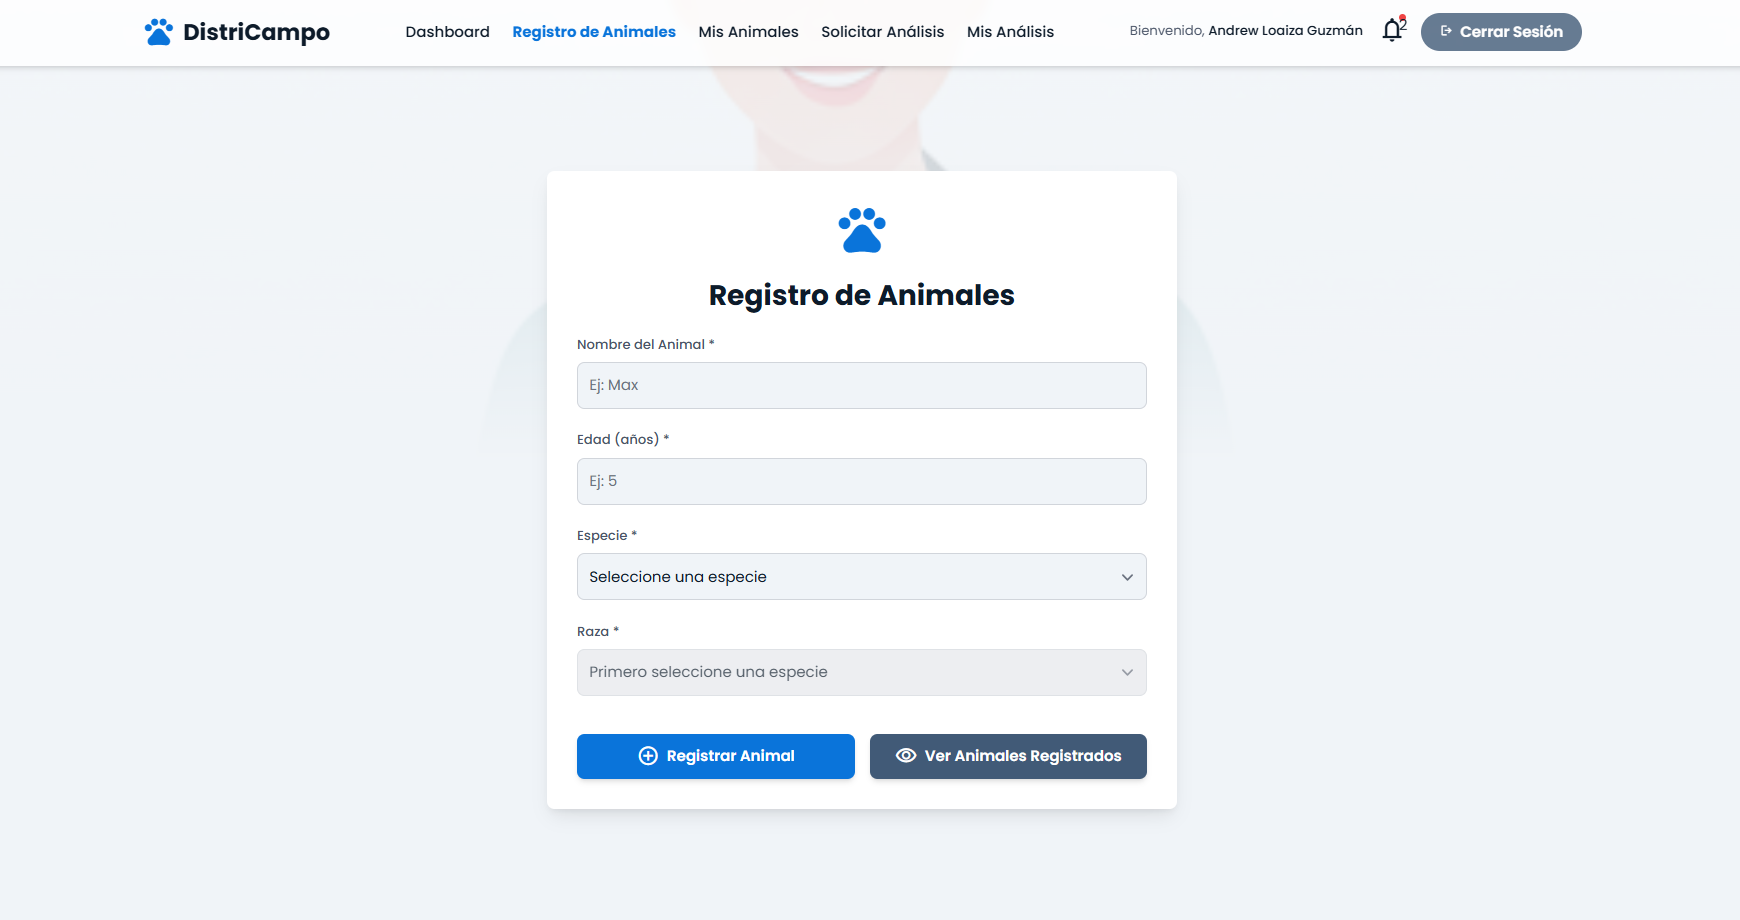 DistriCampo
Dashboard
Registro de Animales
Mis Animales
Solicitar Análisis
Mis Análisis
Bienvenido, Andrew Loaiza Guzmán
2
Cerrar Sesión
Registro de Animales
Nombre del Animal *
Ej: Max
Edad (años) *
Ej: 5
Especie *
Seleccione una especie
Raza *
Primero seleccione una especie
Registrar Animal
Ver Animales Registrados